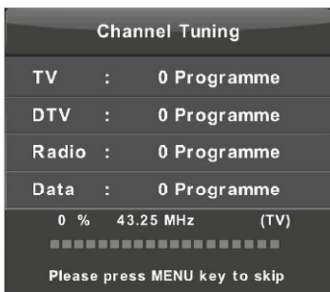 Channel Tuning
TV : 0 Programme
DTV : 0 Programme
Radio : 0 Programme
Data : 0 Programme
0 % 43.25 MHz (TV)
Please press MENU key to skip